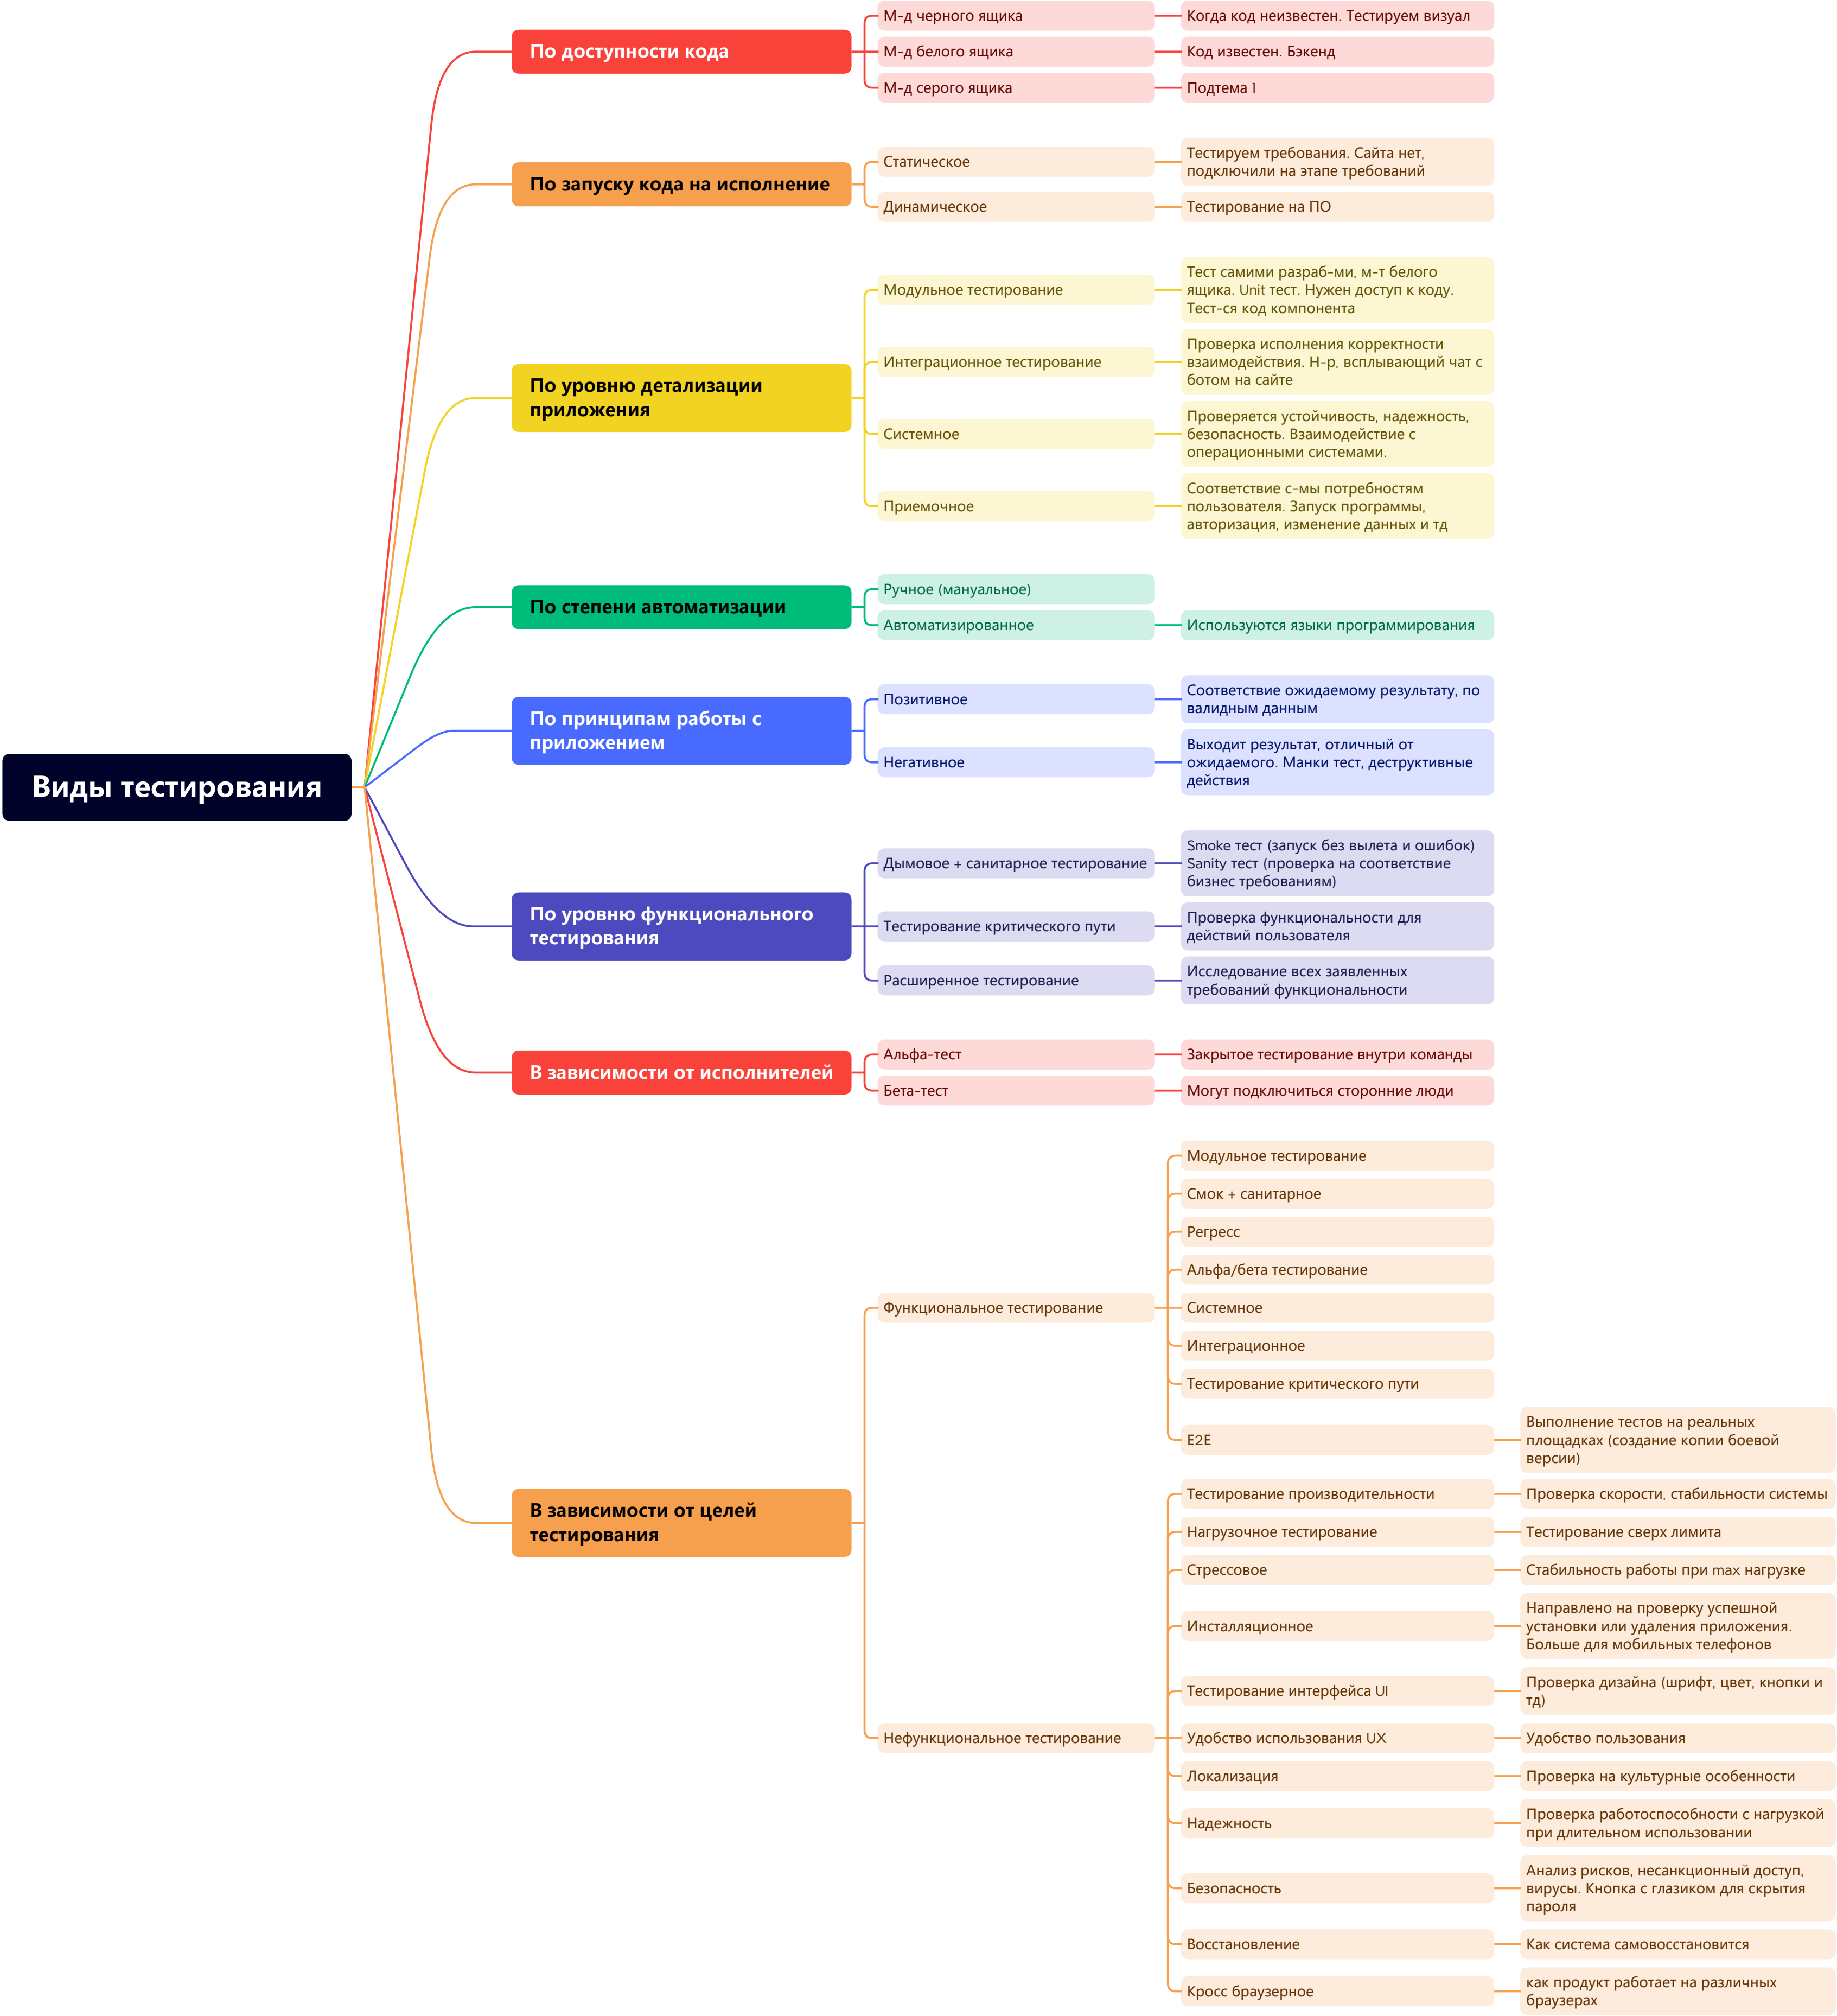 Виды тестирования
По доступности кода
М-д черного ящика
Когда код неизвестен. Тестируем визуал
М-д белого ящика
Код известен. Бэкенд
М-д серого ящика
Подтема 1
По запуску кода на исполнение
Статическое
Тестируем требования. Сайта нет,
подключили на этапе требований
Динамическое
Тестирование на ПО
По уровню детализации
приложения
Модульное тестирование
Тест самими разраб-ми, м-т белого
ящика. Unit тест. Нужен доступ к коду.
Тест-ся код компонента
Интеграционное тестирование
Проверка исполнения корректности
взаимодействия. Н-р, всплывающий чат с
ботом на сайте
Системное
Проверяется устойчивость, надежность,
безопасность. Взаимодействие с
операционными системами.
Приемочное
Соответствие с-мы потребностям
пользователя. Запуск программы,
авторизация, изменение данных и тд
По степени автоматизации
Ручное (мануальное)
Автоматизированное
Используются языки программирования
По принципам работы с
приложением
Позитивное
Соответствие ожидаемому результату, по
валидным данным
Негативное
Выходит результат, отличный от
ожидаемого. Манки тест, деструктивные
действия
По уровню функционального
тестирования
Дымовое + санитарное тестирование
Smoke тест (запуск без вылета и ошибок)
Sanity тест (проверка на соответствие
бизнес требованиям)
Тестирование критического пути
Проверка функциональности для
действий пользователя
Расширенное тестирование
Исследование всех заявленных
требований функциональности
В зависимости от исполнителей
Альфа-тест
Закрытое тестирование внутри команды
Бета-тест
Могут подключиться сторонние люди
В зависимости от целей
тестирования
Функциональное тестирование
Модульное тестирование
Смок + санитарное
Регресс
Альфа/бета тестирование
Системное
Интеграционное
Тестирование критического пути
E2E
Выполнение тестов на реальных
площадках (создание копии боевой
версии)
Нефункциональное тестирование
Тестирование производительности
Проверка скорости, стабильности системы
Нагрузочное тестирование
Тестирование сверх лимита
Стрессовое
Стабильность работы при max нагрузке
Инсталляционное
Направлено на проверку успешной
установки или удаления приложения.
Больше для мобильных телефонов
Тестирование интерфейса UI
Проверка дизайна (шрифт, цвет, кнопки и
тд)
Удобство использования UX
Удобство пользования
Локализация
Проверка на культурные особенности
Надежность
Проверка работоспособности с нагрузкой
при длительном использовании
Безопасность
Анализ рисков, несанкционный доступ,
вирусы. Кнопка с глазиком для скрытия
пароля
Восстановление
Как система самовосстановится
Кросс браузерное
как продукт работает на различных
браузерах